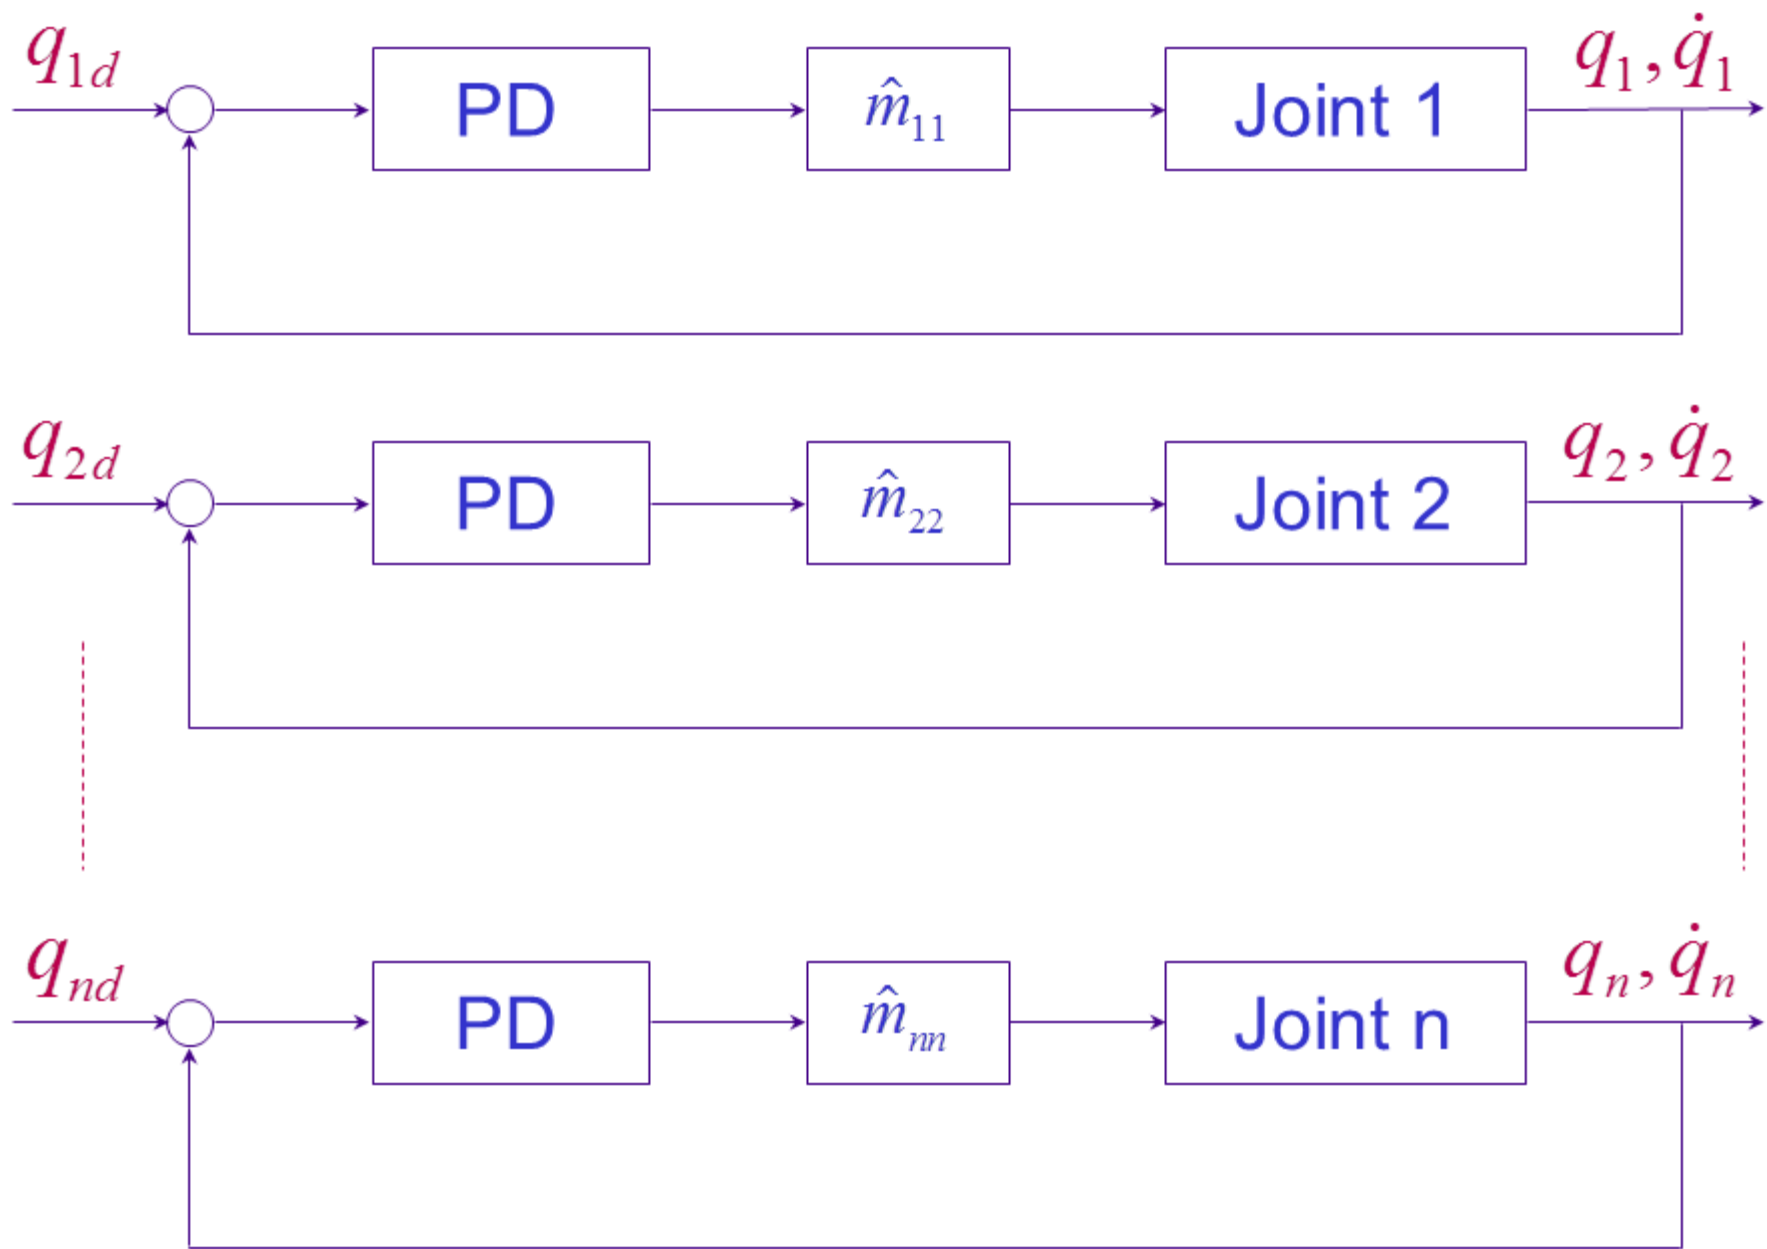 q₁d PD m̂₁₁ Joint 1 q₁, q̇₁
q₂d PD m̂₂₂ Joint 2 q₂, q̇₂
qnd PD m̂nn Joint n qn, q̇n